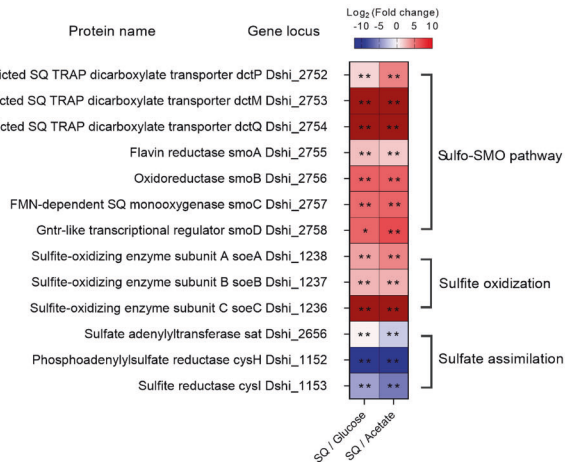 Log2 (Fold change)
Protein name Gene locus
-10 -5 0 5 10
icted SQ TRAP dicarboxylate transporter dctP Dshi_2752 ** **
cted SQ TRAP dicarboxylate transporter dctM Dshi_2753 ** **
cted SQ TRAP dicarboxylate transporter dctQ Dshi_2754 ** **
Flavin reductase smoA Dshi_2755 ** **
Sulfo-SMO pathway
Oxidoreductase smoB Dshi_2756 ** **
FMN-dependent SQ monooxygenase smoC Dshi_2757 ** **
Gntr-like transcriptional regulator smoD Dshi_2758 * **
Sulfite-oxidizing enzyme subunit A soeA Dshi_1238 ** **
Sulfite-oxidizing enzyme subunit B soeB Dshi_1237 ** **
Sulfite oxidization
Sulfite-oxidizing enzyme subunit C soeC Dshi_1236 ** **
Sulfate adenylyltransferase sat Dshi_2656 ** **
Phosphoadenylylsulfate reductase cysH Dshi_1152 ** **
Sulfate assimilation
Sulfite reductase cysI Dshi_1153 ** **
SQ / Glucose
SQ / Acetate